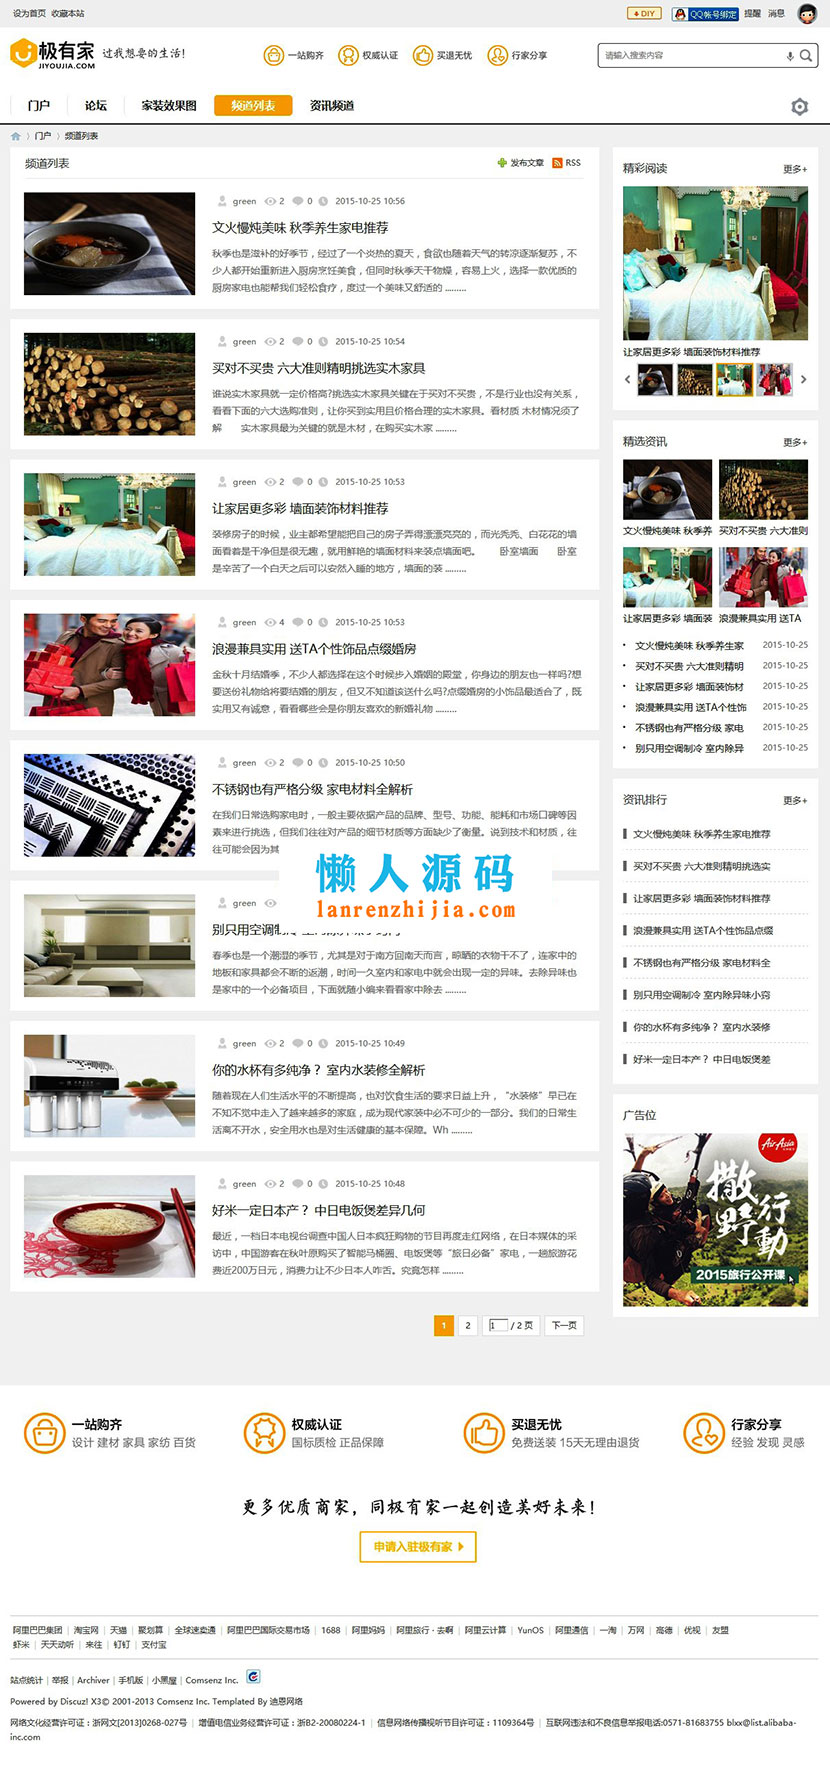 设为首页 收藏本站
DIY QQ帐号绑定 提醒 消息
极有家 过我想要的生活!
JIYOUJIA.COM
一站购齐 权威认证 买退无忧 行家分享
请输入搜索内容
门户 论坛 家装效果图 频道列表 资讯频道
门户 频道列表
频道列表 发布文章 RSS
green 2 0 2015-10-25 10:56
文火慢炖美味 秋季养生家电推荐
秋季也是滋补的好季节，经过了一个炎热的夏天，食欲也随着天气的转凉逐渐复苏，不
少人都开始重新进入厨房烹饪美食，但同时秋季天干物燥，容易上火，选择一款优质的
厨房家电也能帮我们轻松食疗，度过一个美味又舒适的 .........
green 2 0 2015-10-25 10:54
买对不买贵 六大准则精明挑选实木家具
谁说实木家具就一定价格高?挑选实木家具关键在于买对不买贵，不是行业也没有关系，
看看下面的六大选购准则，让你买到实用且价格合理的实木家具。看材质 木材情况须了
解 实木家具最为关键的就是木材，在购买实木家 .........
green 2 0 2015-10-25 10:53
让家居更多彩 墙面装饰材料推荐
装修房子的时候，业主都希望能把自己的房子弄得漂漂亮亮的，而光秃秃、白花花的墙
面看着是干净但是很无趣，就用鲜艳的墙面材料来装点墙面吧。 卧室墙面 卧室
是辛苦了一个白天之后可以安然入睡的地方，墙面的装 .........
green 4 0 2015-10-25 10:53
浪漫兼具实用 送TA个性饰品点缀婚房
金秋十月结婚季，不少人都选择在这个时候步入婚姻的殿堂，你身边的朋友也一样吗?想
要送份礼物给将要结婚的朋友，但又不知道该送什么吗?点缀婚房的小饰品最适合了，既
实用又有诚意，看看哪些会是你朋友喜欢的新婚礼物 .........
green 2 0 2015-10-25 10:50
不锈钢也有严格分级 家电材料全解析
在我们日常选购家电时，一般主要依据产品的品牌、型号、功能、能耗和市场口碑等因
素来进行挑选，但我们往往对产品的细节材质等方面缺少了衡量。说到技术和材质，往
往可能会因为其
懒人源码
lanrenzhijia.com
green
别只用空调制
春季也是一个潮湿的季节，尤其是对于南方回南天而言，晾晒的衣物干不了，连家中的
地板和家具都会不断的返潮，时间一久室内和家电中就会出现一定的异味。去除异味也
是家中的一个必备项目，下面就随小编来看看家中除去 .........
green 2 0 2015-10-25 10:49
你的水杯有多纯净？ 室内水装修全解析
随着现在人们生活水平的不断提高，也对饮食生活的要求日益上升，“水装修”早已在
不知不觉中走入了越来越多的家庭，成为现代家装中必不可少的一部分。我们的日常生
活离不开水，安全用水也是对生活健康的基本保障。Wh .........
green 2 0 2015-10-25 10:48
好米一定日本产？ 中日电饭煲差异几何
最近，一档日本电视台调查中国人日本疯狂购物的节目再度走红网络，在日本媒体的采
访中，中国游客在秋叶原购买了智能马桶圈、电饭煲等“旅日必备”家电，一趟旅游花
费近200万日元，消费力让不少日本人咋舌。究竟怎样 .........
1 2 1 / 2 页 下一页
精彩阅读 更多+
让家居更多彩 墙面装饰材料推荐
精选资讯 更多+
文火慢炖美味 秋季养 买对不买贵 六大准则
让家居更多彩 墙面装 浪漫兼具实用 送TA
文火慢炖美味 秋季养生家 2015-10-25
买对不买贵 六大准则精明 2015-10-25
让家居更多彩 墙面装饰材 2015-10-25
浪漫兼具实用 送TA个性饰 2015-10-25
不锈钢也有严格分级 家电 2015-10-25
别只用空调制冷 室内除异 2015-10-25
资讯排行 更多+
文火慢炖美味 秋季养生家电推荐
买对不买贵 六大准则精明挑选实
让家居更多彩 墙面装饰材料推荐
浪漫兼具实用 送TA个性饰品点缀
不锈钢也有严格分级 家电材料全
别只用空调制冷 室内除异味小窍
你的水杯有多纯净？ 室内水装修
好米一定日本产？ 中日电饭煲差
广告位
AirAsia
撒野行動
2015旅行公开课
一站购齐 权威认证 买退无忧 行家分享
设计 建材 家具 家纺 百货 国标质检 正品保障 免费送装 15天无理由退货 经验 发现 灵感
更多优质商家，同极有家一起创造美好未来！
申请入驻极有家
阿里巴巴集团 | 淘宝网 | 天猫 | 聚划算 | 全球速卖通 | 阿里巴巴国际交易市场 | 1688 | 阿里妈妈 | 阿里旅行 · 去啊 | 阿里云计算 | YunOS | 阿里通信 | 一淘 | 万网 | 高德 | 优视 | 友盟
虾米 | 天天动听 | 来往 | 钉钉 | 支付宝
站点统计 | 举报 | Archiver | 手机版 | 小黑屋 | Comsenz Inc.
Powered by Discuz! X3© 2001-2013 Comsenz Inc. Templated By 迪恩网络
网络文化经营许可证：浙网文[2013]0268-027号 | 增值电信业务经营许可证：浙B2-20080224-1 | 信息网络传播视听节目许可证：1109364号 | 互联网违法和不良信息举报电话:0571-81683755 blxx@list.alibaba-
inc.com